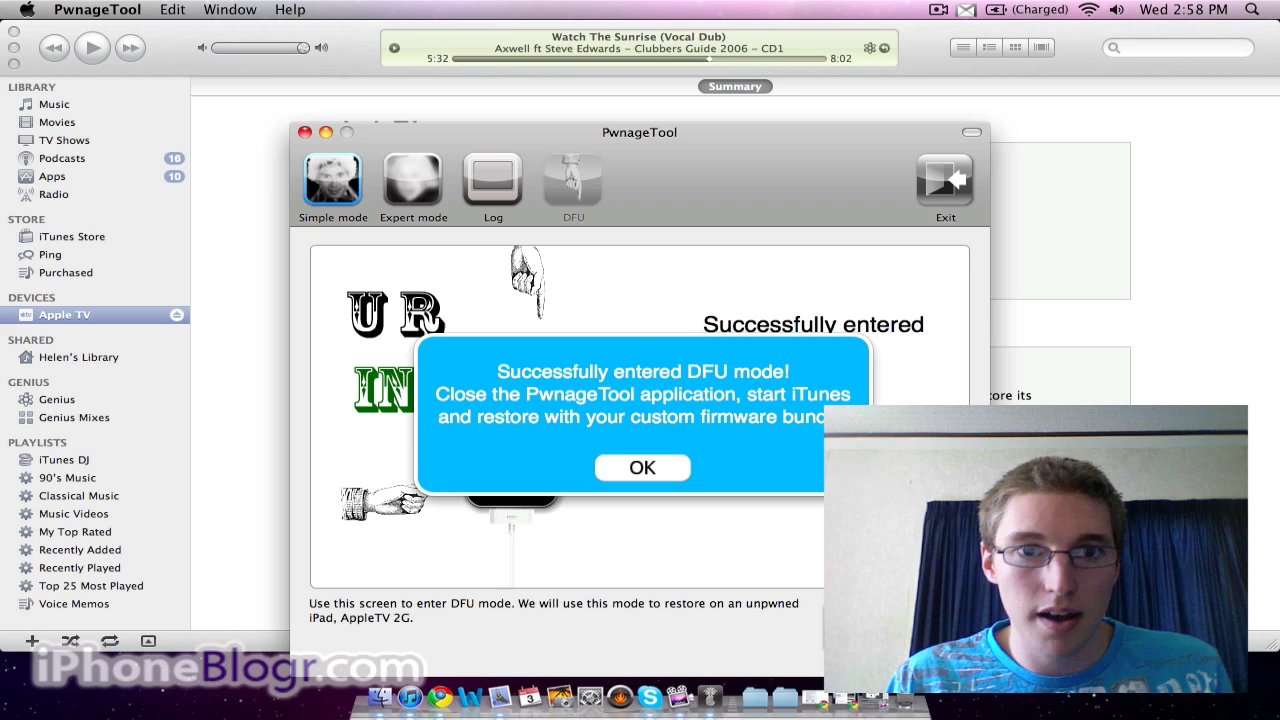 PwnageTool Edit Window Help (Charged) Wed 2:58 PM
Watch The Sunrise (Vocal Dub)
Axwell ft Steve Edwards – Clubbers Guide 2006 – CD1
5:32 8:02
Summary
LIBRARY
Music
Movies
TV Shows
Podcasts 16
Apps 10
Radio
STORE
iTunes Store
Ping
Purchased
DEVICES
Apple TV
SHARED
Helen's Library
GENIUS
Genius
Genius Mixes
PLAYLISTS
iTunes DJ
90's Music
Classical Music
Music Videos
My Top Rated
Recently Added
Recently Played
Top 25 Most Played
Voice Memos
PwnageTool
Simple mode Expert mode Log DFU Exit
U R
IN
Successfully entered
Successfully entered DFU mode!
Close the PwnageTool application, start iTunes
and restore with your custom firmware
OK
ore its
Use this screen to enter DFU mode. We will use this mode to restore on an unpwned
iPad, AppleTV 2G.
iPhoneBlogr.com
3